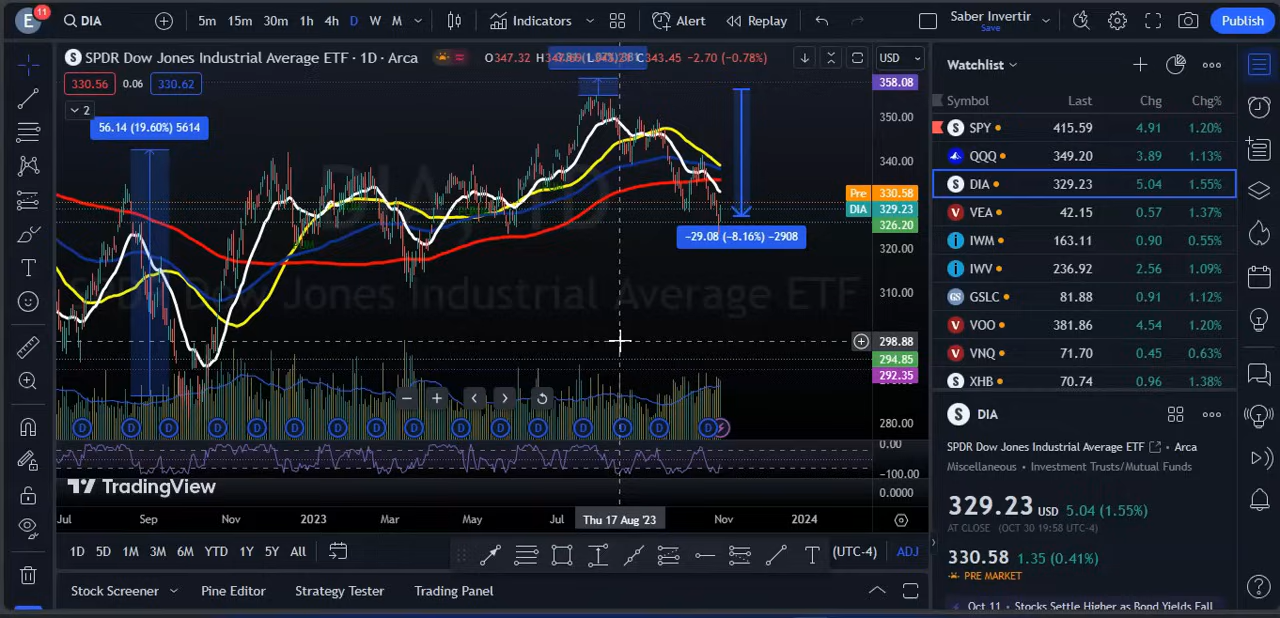 E 11 DIA 5m 15m 30m 1h 4h D W M Indicators Alert Replay Saber Invertir Save Publish
S SPDR Dow Jones Industrial Average ETF · 1D · Arca O347.32 C343.45 −2.70 (−0.78%) USD
330.56 0.06 330.62
2
56.14 (19.60%) 5614
358.08
350.00
340.00
Pre 330.58
DIA 329.23
326.20
320.00
310.00
298.88
294.85
292.35
280.00
−29.08 (−8.16%) −2908
DIA, 1D
SPDR Dow Jones Industrial Average ETF
D D D D D D D D D D D D D D D D
0.00
−100.00
0.0000
TradingView
Jul Sep Nov 2023 Mar May Jul Thu 17 Aug '23 Nov 2024
1D 5D 1M 3M 6M YTD 1Y 5Y All T (UTC-4) ADJ
Stock Screener Pine Editor Strategy Tester Trading Panel
Watchlist
Symbol Last Chg Chg%
S SPY 415.59 4.91 1.20%
QQQ 349.20 3.89 1.13%
S DIA 329.23 5.04 1.55%
V VEA 42.15 0.57 1.37%
i IWM 163.11 0.90 0.55%
i IWV 236.92 2.56 1.09%
GS GSLC 81.88 0.91 1.12%
V VOO 381.86 4.54 1.20%
V VNQ 71.70 0.45 0.63%
S XHB 70.74 0.96 1.38%
S DIA
SPDR Dow Jones Industrial Average ETF · Arca
Miscellaneous · Investment Trusts/Mutual Funds
329.23 USD 5.04 (1.55%)
AT CLOSE (OCT 30 19:58 UTC-4)
330.58 1.35 (0.41%)
PRE MARKET
Oct 11 · Stocks Settle Higher as Bond Yields Fall